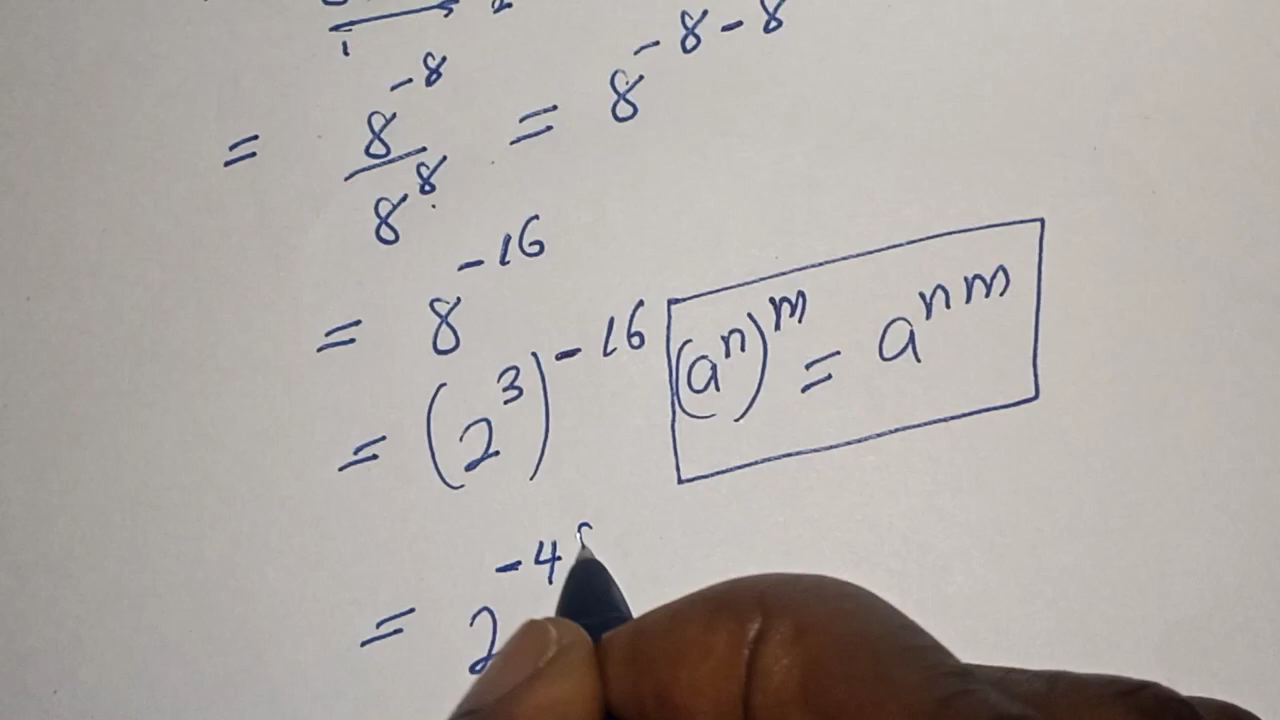 = 8^-8 / 8^8 = 8^-8-8
= 8^-16
= (2^3)^-16 (a^n)^m = a^nm
= 2^-4